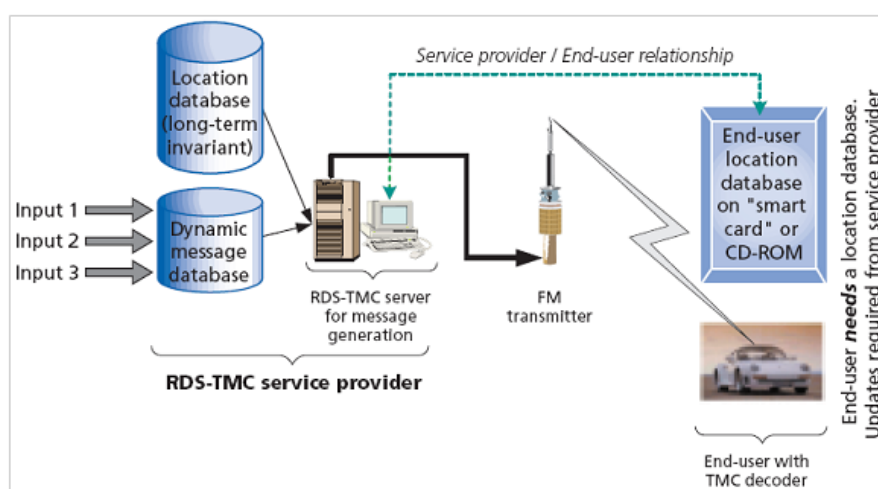 Service provider / End-user relationship
Location
database
(long-term
invariant)
Input 1
Input 2
Input 3
Dynamic
message
database
RDS-TMC server
for message
generation
RDS-TMC service provider
FM
transmitter
End-user
location
database
on "smart
card" or
CD-ROM
End-user needs a location database.
Updates required from service provider
End-user with
TMC decoder